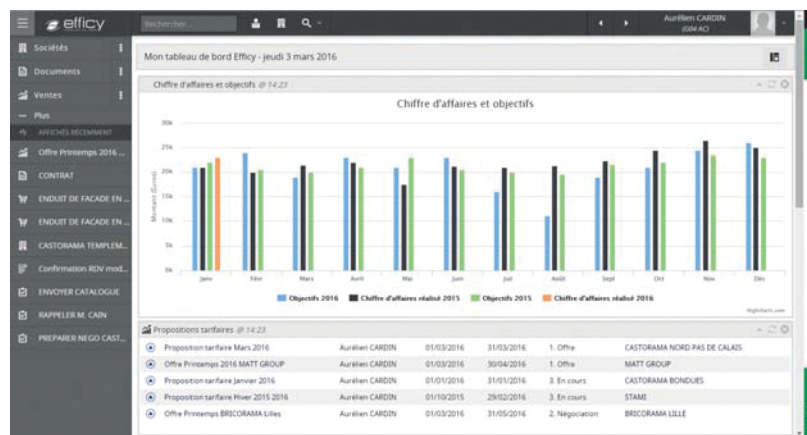 efficy
Rechercher...
Aurélien CARDIN
(004 AC)
Sociétés
Documents
Ventes
Plus
AFFICHÉS RÉCEMMENT
Offre Printemps 2016 ...
CONTRAT
ENDUIT DE FACADE EN ...
ENDUIT DE FACADE EN ...
CASTORAMA TEMPLEM...
Confirmation RDV mod...
ENVOYER CATALOGUE
RAPPELER M. CAIN
PREPARER NEGO CAST...
Mon tableau de bord Efficy - jeudi 3 mars 2016
Chiffre d'affaires et objectifs @ 14:23
Chiffre d'affaires et objectifs
Montant (Euros)
30k
25k
20k
15k
10k
5k
0k
Janv Févr Mars Avril Mai Juin Juil Août Sept Oct Nov Déc
Objectifs 2016 Chiffre d'affaires réalisé 2015 Objectifs 2015 Chiffre d'affaires réalisé 2016
Highcharts.com
Propositions tarifaires @ 14:23
Proposition tarifaire Mars 2016 Aurélien CARDIN 01/03/2016 31/03/2016 1. Offre CASTORAMA NORD PAS DE CALAIS
Offre Printemps 2016 MATT GROUP Aurélien CARDIN 01/03/2016 30/04/2016 1. Offre MATT GROUP
Proposition tarifaire Janvier 2016 Aurélien CARDIN 01/01/2016 31/01/2016 3. En cours CASTORAMA BONDUES
Proposition tarifaire Hiver 2015 2016 Aurélien CARDIN 01/10/2015 29/02/2016 3. En cours STAMI
Offre Printemps BRICORAMA Lilles Aurélien CARDIN 01/03/2016 31/05/2016 2. Négociation BRICORAMA LILLE